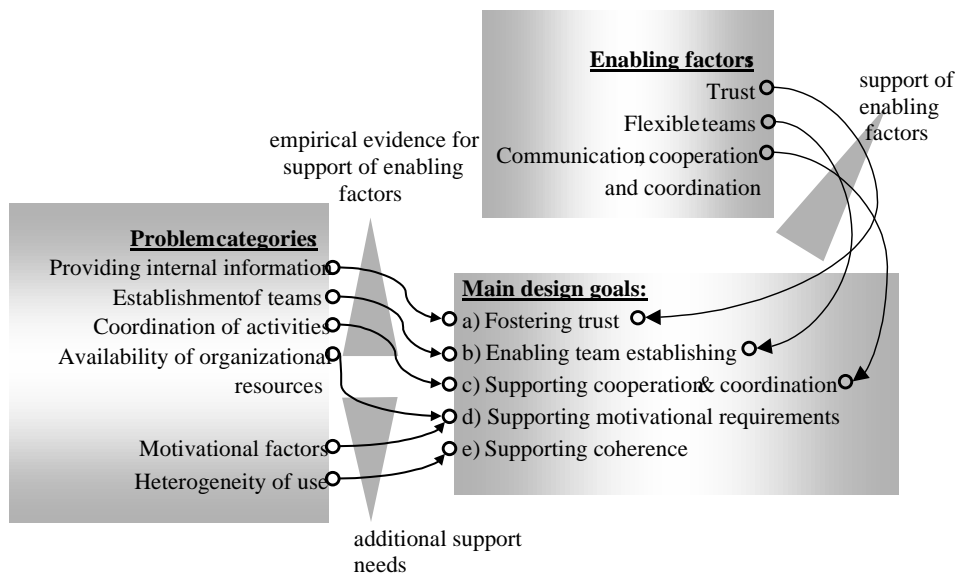 Enabling factors
Trust
Flexible teams
Communication, cooperation
and coordination
support of
enabling
factors
empirical evidence for
support of enabling
factors
Problem categories
Providing internal information
Establishment of teams
Coordination of activities
Availability of organizational
resources
Motivational factors
Heterogeneity of use
Main design goals:
a) Fostering trust
b) Enabling team establishing
c) Supporting cooperation & coordination
d) Supporting motivational requirements
e) Supporting coherence
additional support
needs